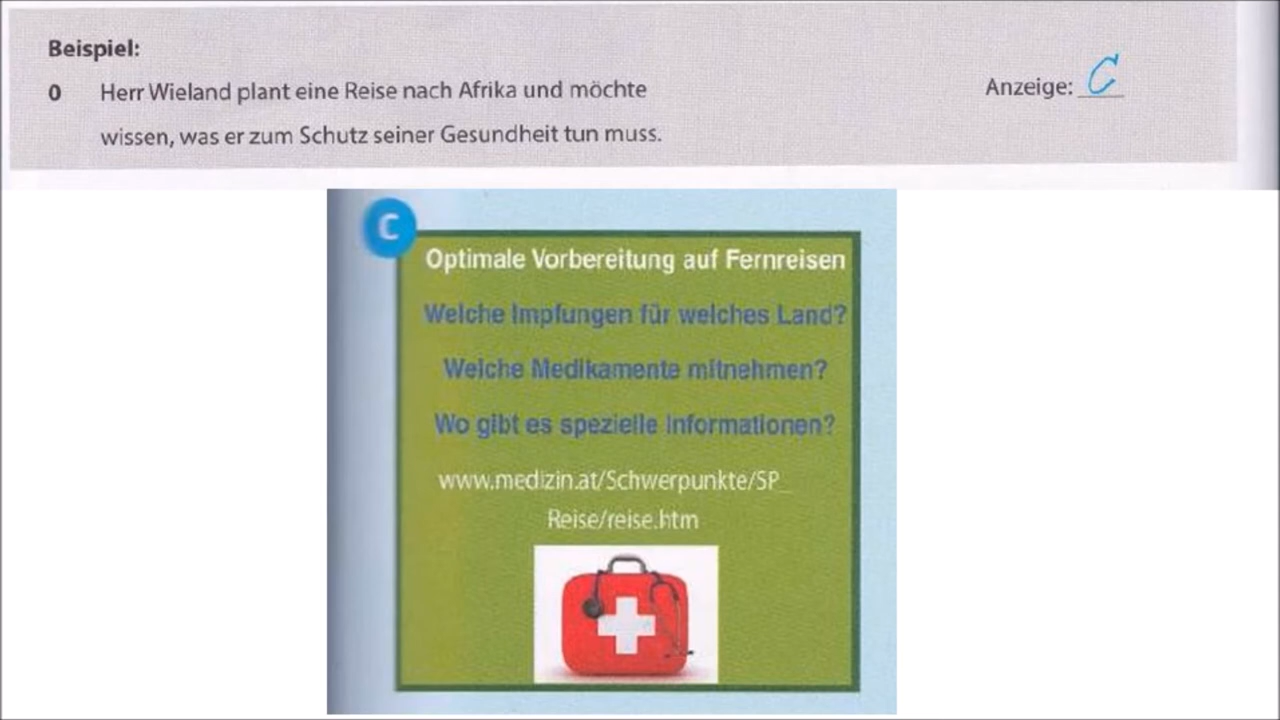 Beispiel:
0 Herr Wieland plant eine Reise nach Afrika und möchte
wissen, was er zum Schutz seiner Gesundheit tun muss.
Anzeige: C
C
Optimale Vorbereitung auf Fernreisen
Welche Impfungen für welches Land?
Welche Medikamente mitnehmen?
Wo gibt es spezielle Informationen?
www.medizin.at/Schwerpunkte/SP_
Reise/reise.htm